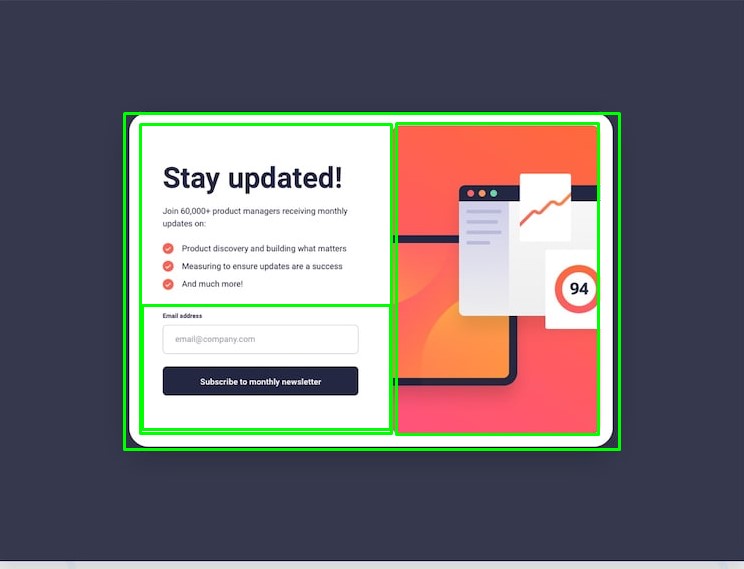 Stay updated!
Join 60,000+ product managers receiving monthly
updates on:
Product discovery and building what matters
Measuring to ensure updates are a success
And much more!
Email address
email@company.com
Subscribe to monthly newsletter
94